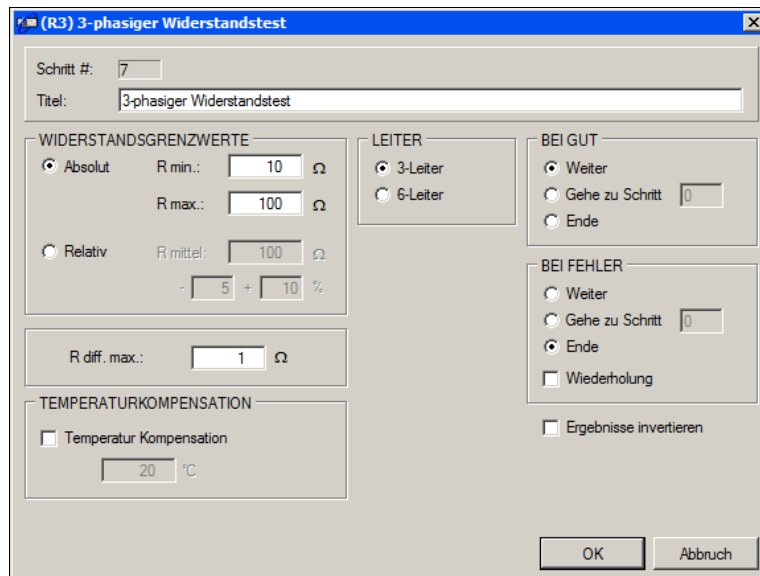 (R3) 3-phasiger Widerstandstest
Schritt #: 7
Titel: 3-phasiger Widerstandstest
WIDERSTANDSGRENZWERTE
Absolut R min.: 10 Ω
R max.: 100 Ω
Relativ R mittel: 100 Ω
- 5 + 10 %
R diff. max.: 1 Ω
TEMPERATURKOMPENSATION
Temperatur Kompensation
20 °C
LEITER
3-Leiter
6-Leiter
BEI GUT
Weiter
Gehe zu Schritt 0
Ende
BEI FEHLER
Weiter
Gehe zu Schritt 0
Ende
Wiederholung
Ergebnisse invertieren
OK Abbruch